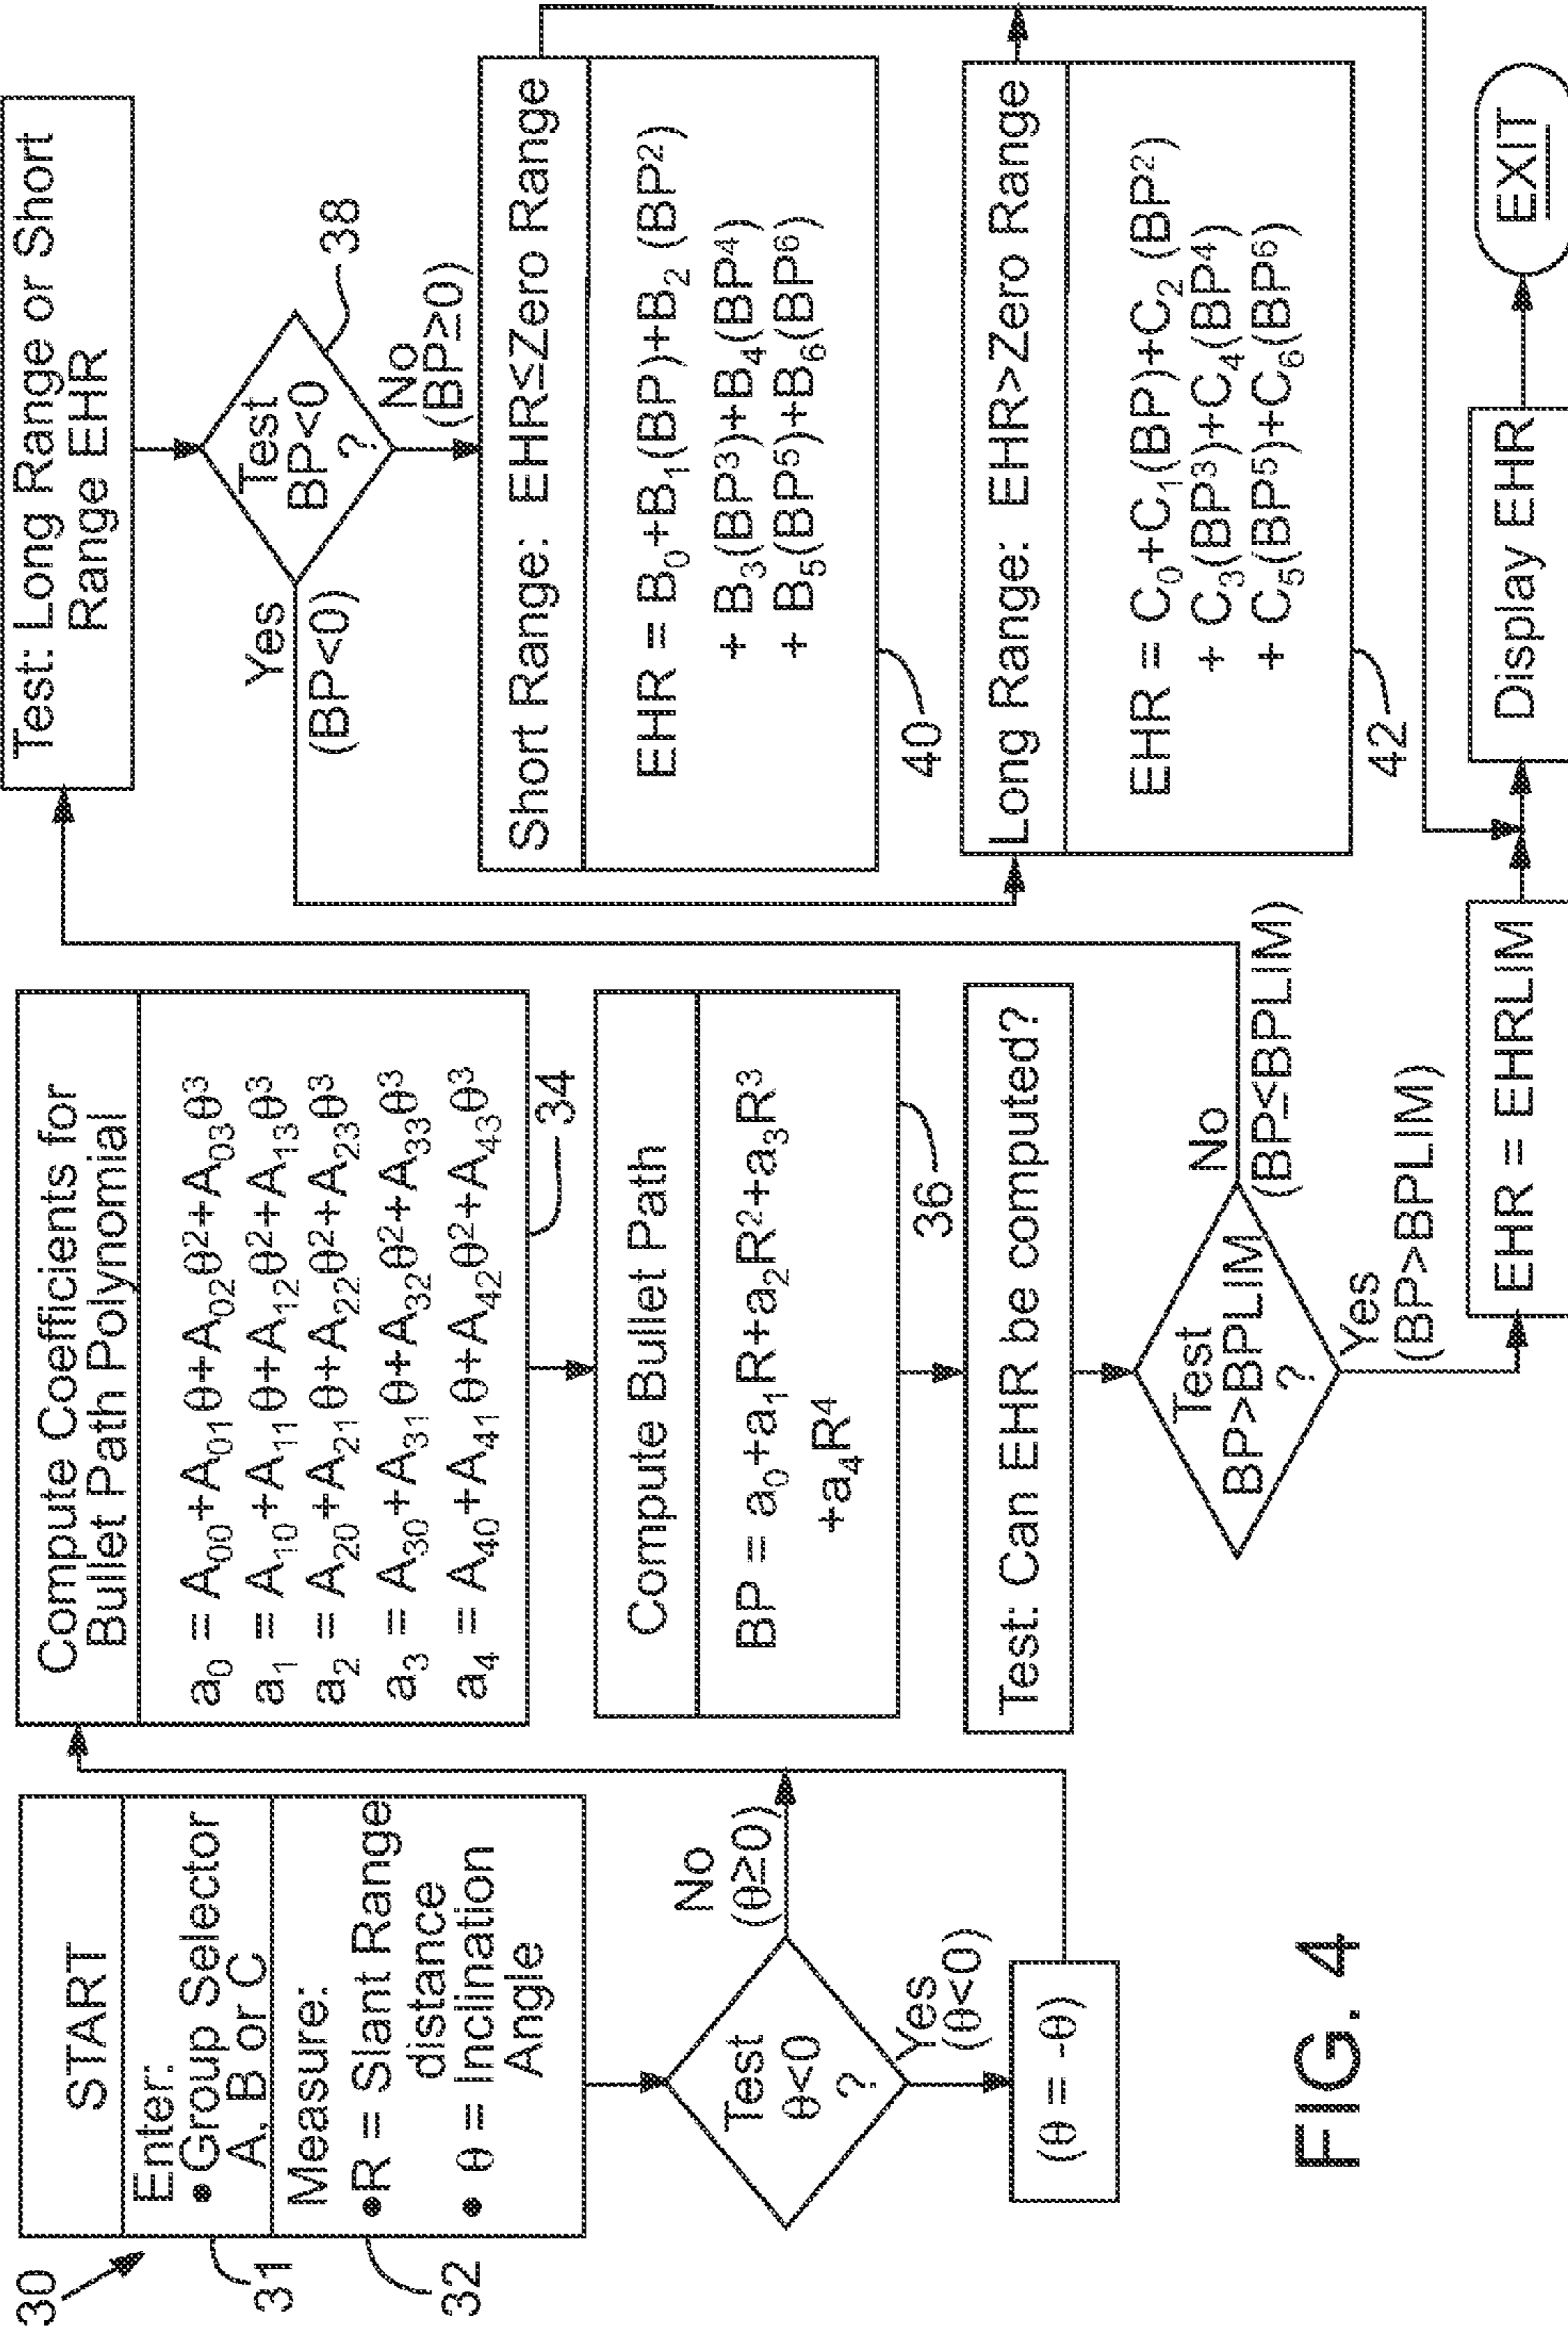 30
START
Enter:
• Group Selector
A, B or C
31
Measure:
• R = Slant Range
distance
• θ = Inclination
Angle
32
Test
θ<0
?
No
(θ≥0)
Yes
(θ<0)
(θ = -θ)
Compute Coefficients for
Bullet Path Polynomial
a₀ = A₀₀+A₀₁θ+A₀₂θ²+A₀₃θ³
a₁ = A₁₀+A₁₁θ+A₁₂θ²+A₁₃θ³
a₂ = A₂₀+A₂₁θ+A₂₂θ²+A₂₃θ³
a₃ = A₃₀+A₃₁θ+A₃₂θ²+A₃₃θ³
a₄ = A₄₀+A₄₁θ+A₄₂θ²+A₄₃θ³
34
Compute Bullet Path
BP = a₀+a₁R+a₂R²+a₃R³
+a₄R⁴
36
Test: Can EHR be computed?
Test
BP>BPLIM
?
No
(BP≤BPLIM)
Yes
(BP>BPLIM)
EHR = EHRLIM
Test: Long Range or Short
Range EHR
Test
BP<0
?
38
Yes
(BP<0)
No
(BP≥0)
Short Range: EHR≤Zero Range
EHR = B₀+B₁(BP)+B₂ (BP²)
+ B₃(BP³)+B₄(BP⁴)
+ B₅(BP⁵)+B₆(BP⁶)
40
Long Range: EHR>Zero Range
EHR = C₀+C₁(BP)+C₂ (BP²)
+ C₃(BP³)+C₄(BP⁴)
+ C₅(BP⁵)+C₆(BP⁶)
42
Display EHR
EXIT
FIG. 4